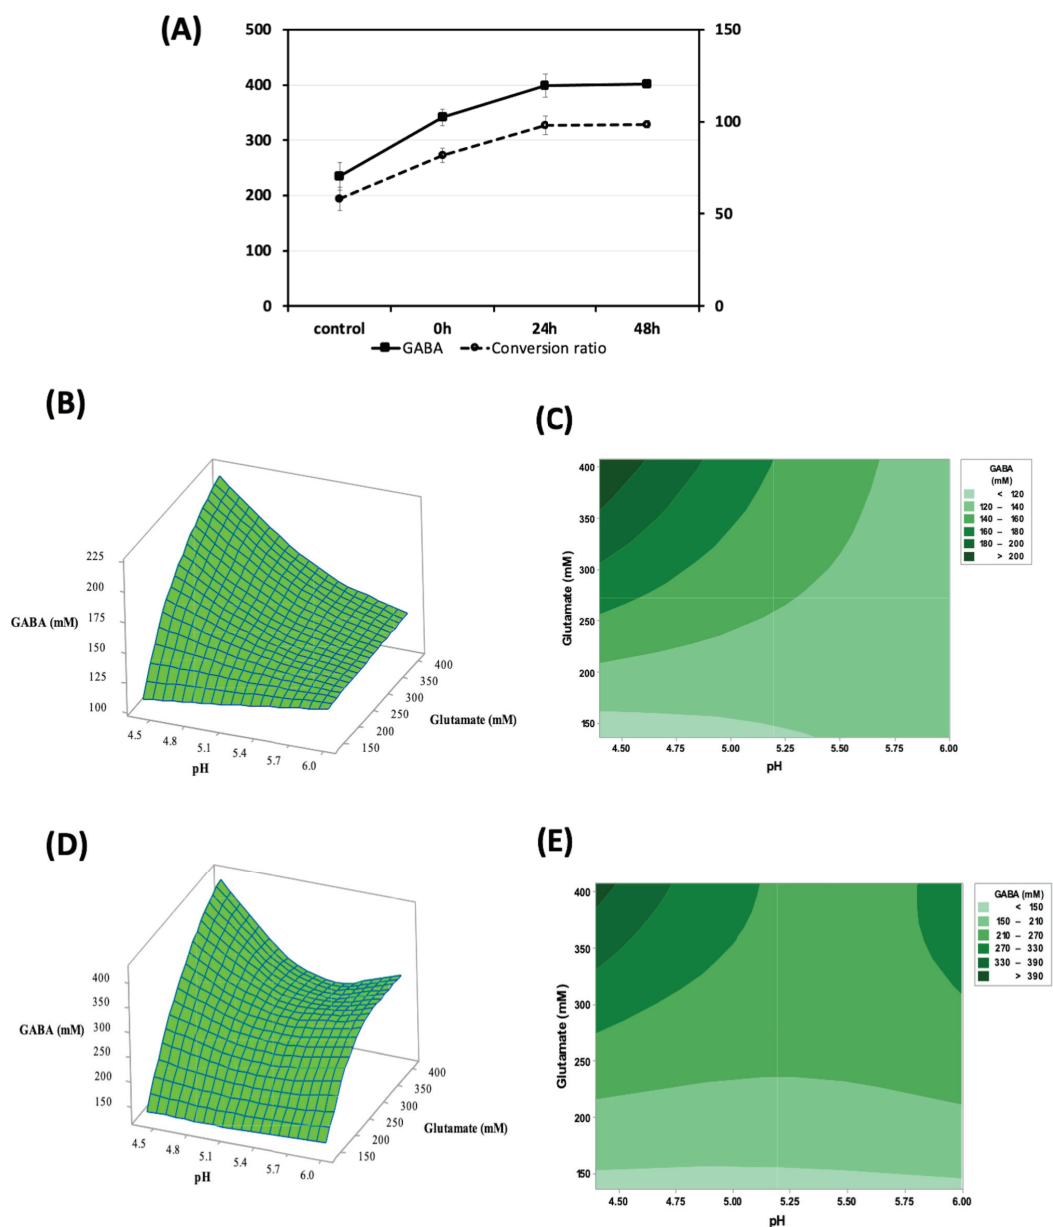 (A)
500
400
300
200
100
0
150
100
50
0
control 0h 24h 48h
GABA Conversion ratio
(B)
225
200
175
150
125
100
GABA (mM)
4.5 4.8 5.1 5.4 5.7 6.0
pH
400
350
300
250
200
150
Glutamate (mM)
(C)
400
350
300
250
200
150
Glutamate (mM)
4.50 4.75 5.00 5.25 5.50 5.75 6.00
pH
GABA
(mM)
< 120
120 – 140
140 – 160
160 – 180
180 – 200
> 200
(D)
400
350
300
250
200
150
GABA (mM)
4.5 4.8 5.1 5.4 5.7 6.0
pH
400
350
300
250
200
150
Glutamate (mM)
(E)
400
350
300
250
200
150
Glutamate (mM)
4.50 4.75 5.00 5.25 5.50 5.75 6.00
pH
GABA (mM)
< 150
150 – 210
210 – 270
270 – 330
330 – 390
> 390